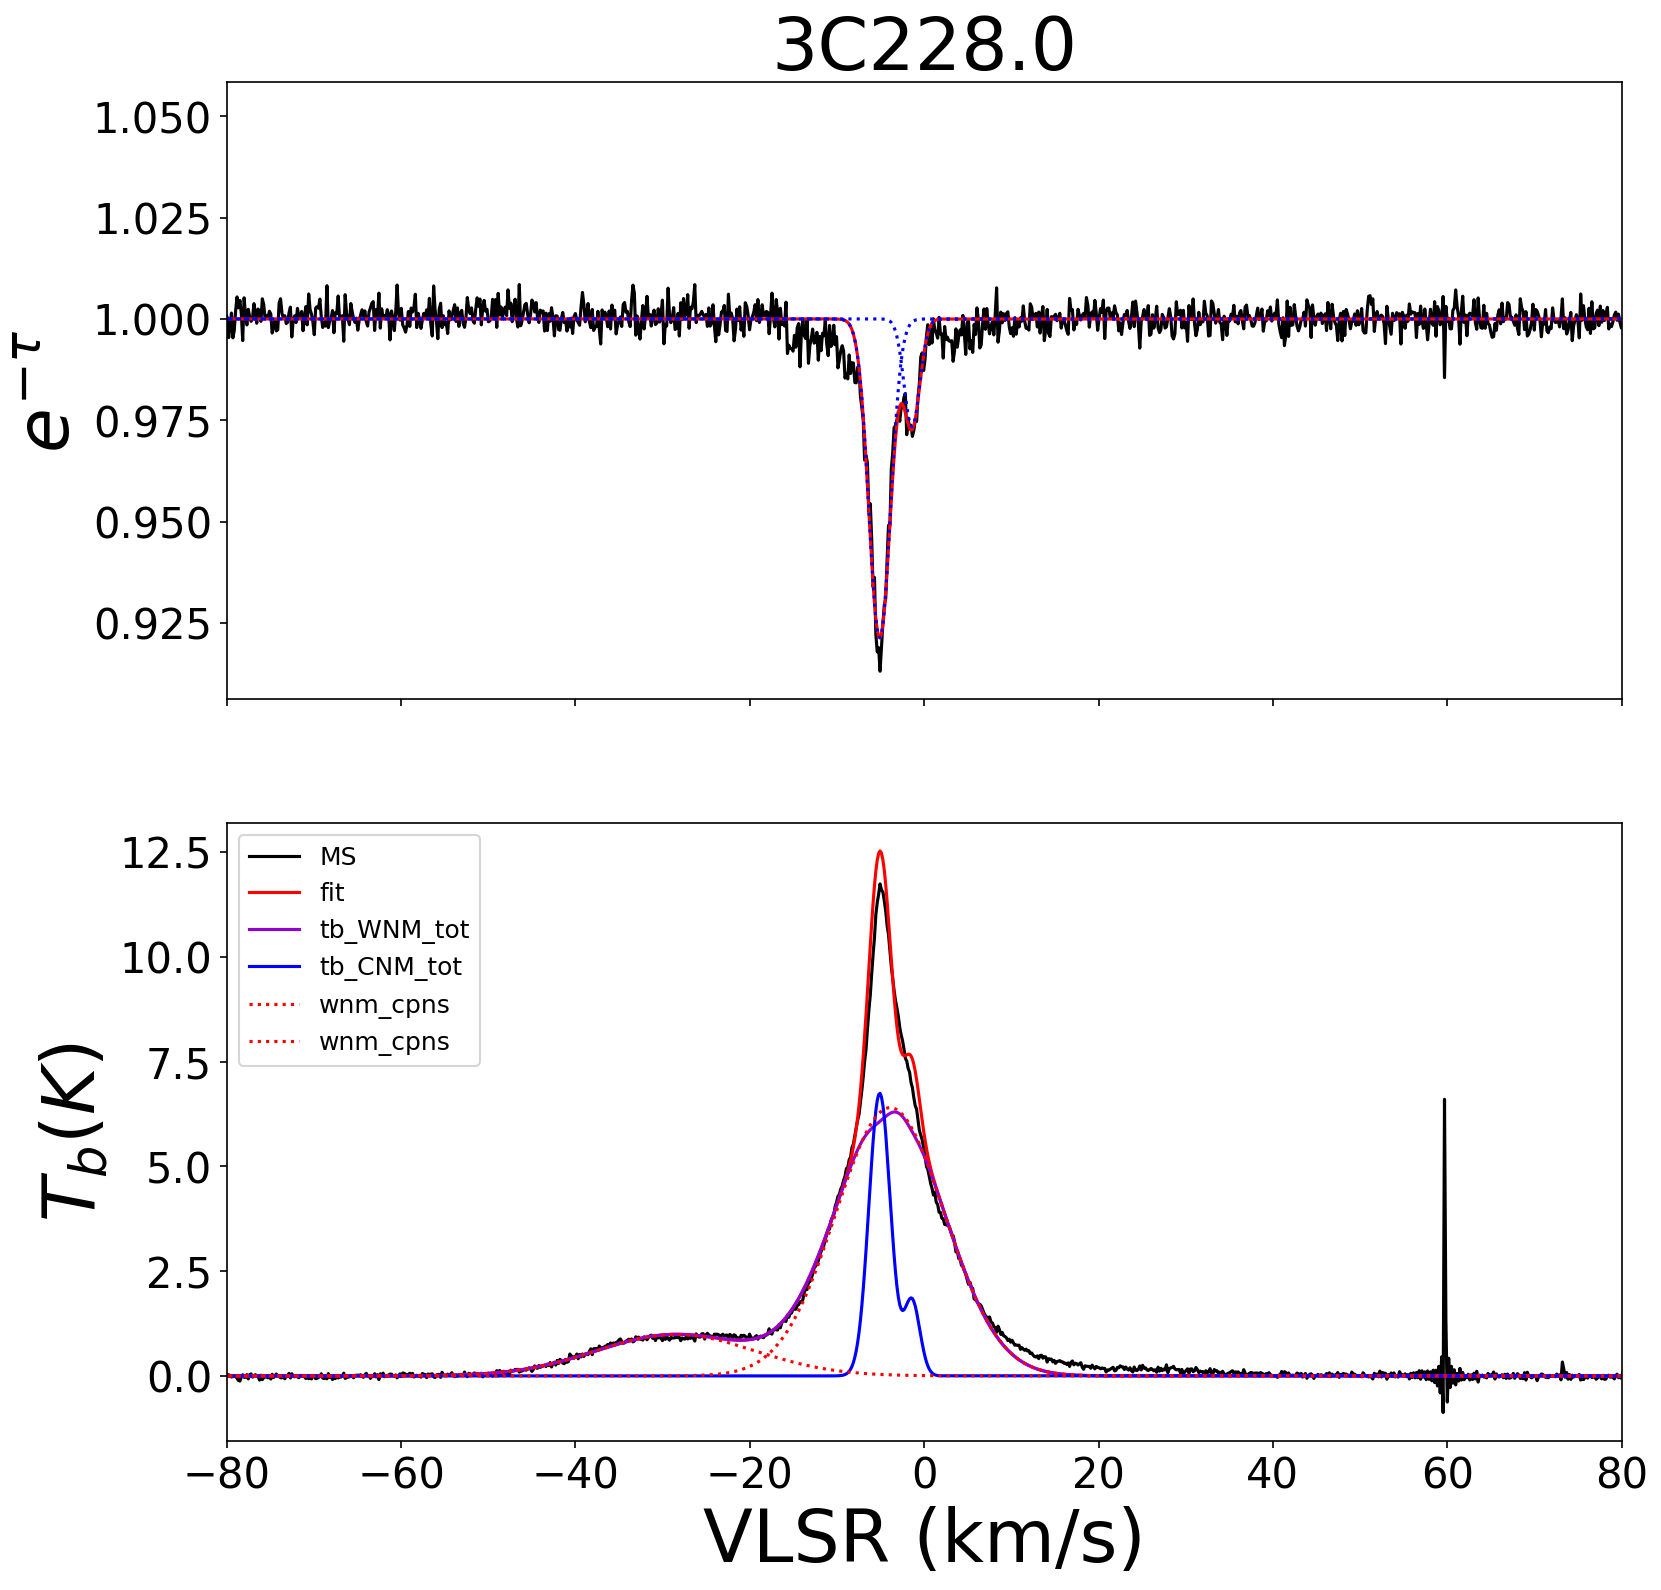 3C228.0
1.050
1.025
1.000
0.975
0.950
0.925
e^{−τ}
12.5
10.0
7.5
5.0
2.5
0.0
T_b(K)
MS
fit
tb_WNM_tot
tb_CNM_tot
wnm_cpns
wnm_cpns
−80 −60 −40 −20 0 20 40 60 80
VLSR (km/s)